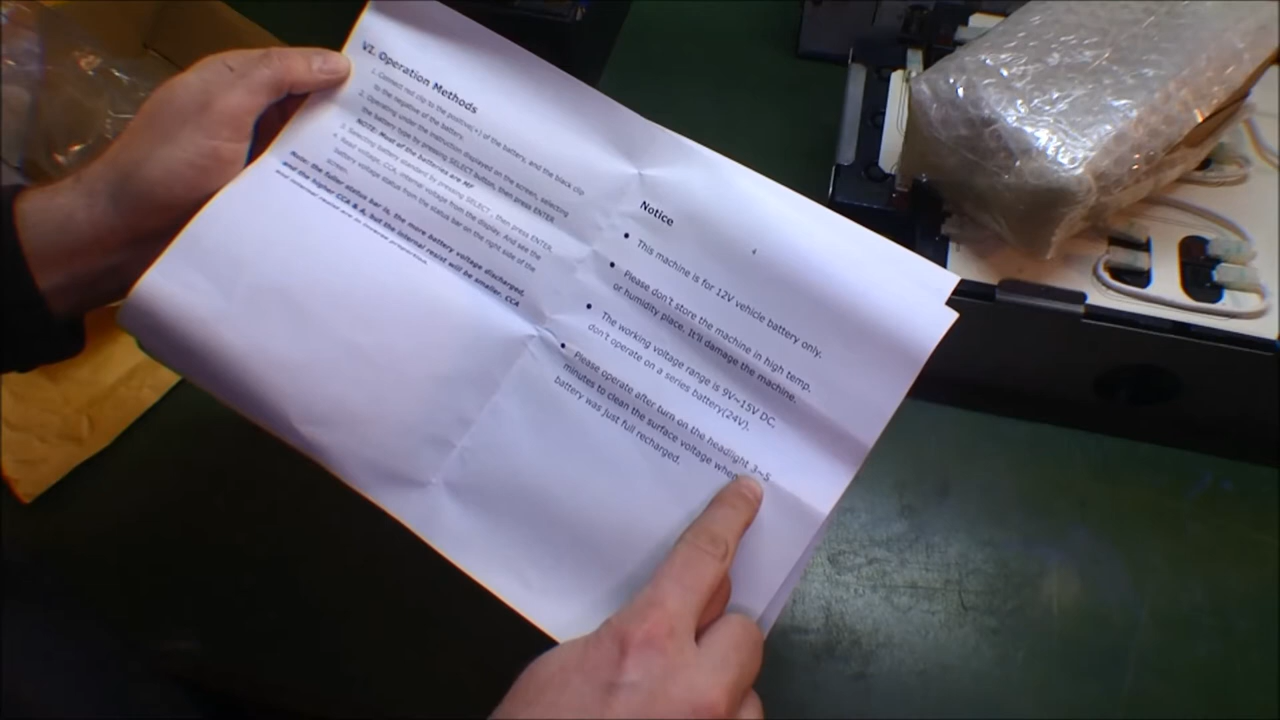 VI. Operation Methods
1. Connect red clip to the positive(+) of the battery, and the black clip
to the negative of the battery.
2. Operating under the instruction displayed on the screen, selecting
the battery type by pressing SELECT button, then press ENTER
NOTE: Most of the batteries are MF
3. Selecting battery standard by pressing SELECT, then press ENTER.
4. Read voltage, CCA, internal voltage from the display. And see the
battery voltage status from the status bar on the right side of the
screen.
Note: the fuller status bar is, the more battery voltage discharged,
and the higher CCA & A, but the internal resist will be smaller. CCA
and internal resist are in inverse proportion.
4
Notice
• This machine is for 12V vehicle battery only.
• Please don't store the machine in high temp.
or humidity place. It'll damage the machine.
• The working voltage range is 9V~15V DC,
don't operate on a series battery(24V).
• Please operate after turn on the headlight 3~5
minutes to clean the surface voltage when
battery was just full recharged.